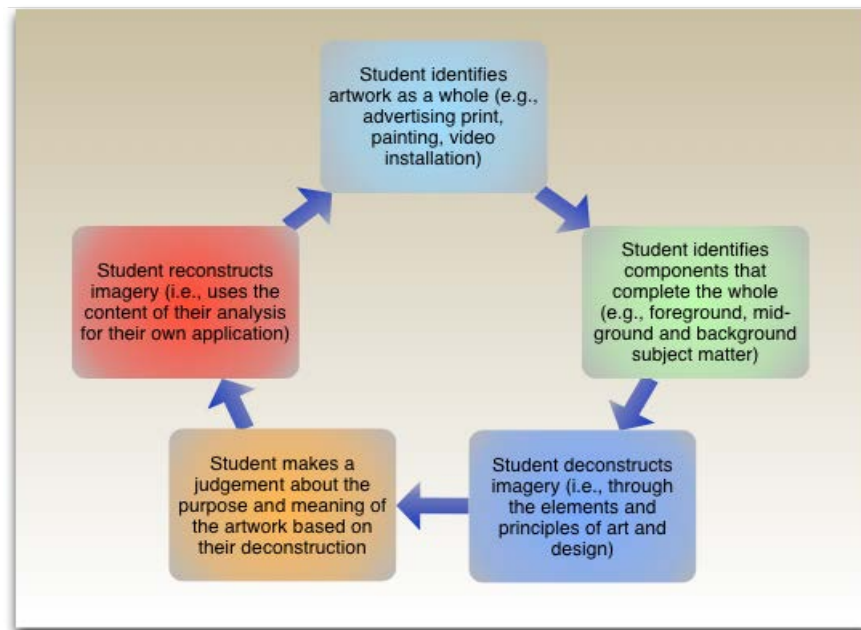 Student identifies
artwork as a whole (e.g.,
advertising print,
painting, video
installation)
Student identifies
components that
complete the whole
(e.g., foreground, mid-
ground and background
subject matter)
Student deconstructs
imagery (i.e., through
the elements and
principles of art and
design)
Student makes a
judgement about the
purpose and meaning of
the artwork based on
their deconstruction
Student reconstructs
imagery (i.e., uses the
content of their analysis
for their own application)